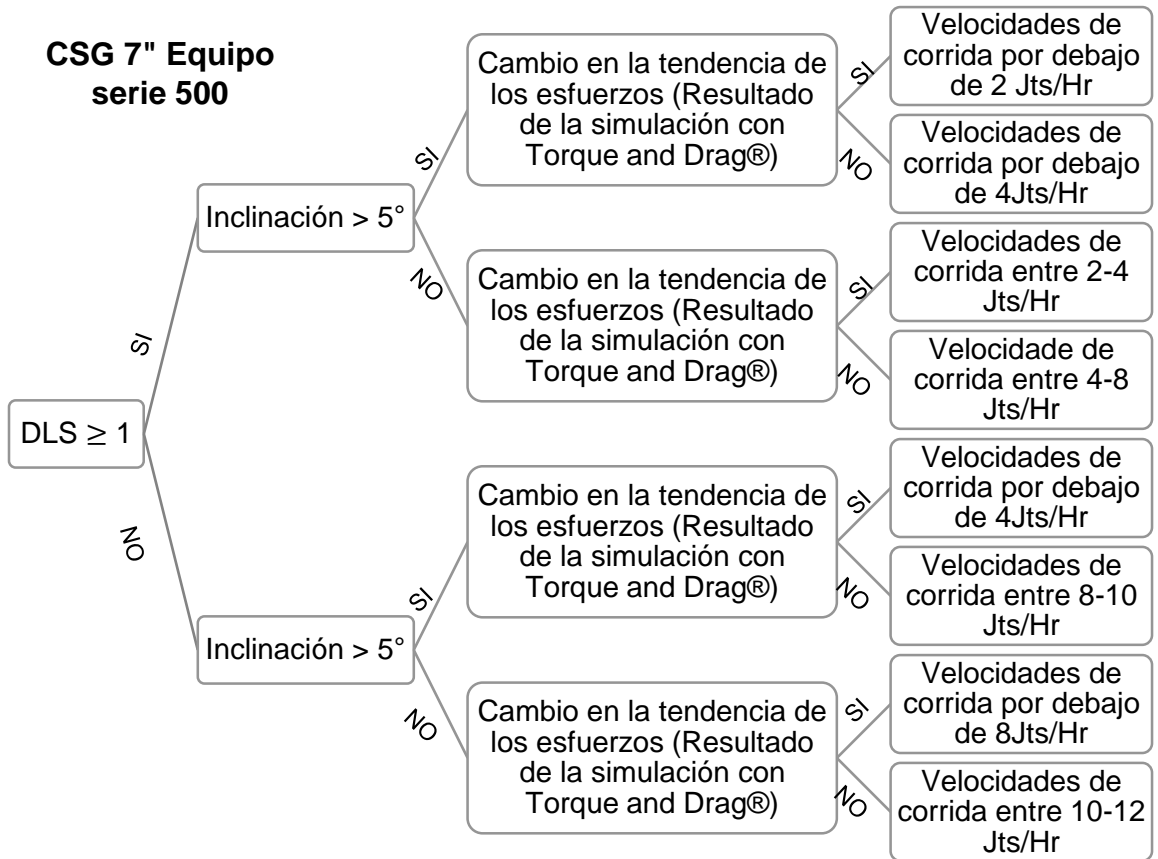 CSG 7" Equipo
serie 500
DLS ≥ 1
SI
NO
Inclinación > 5°
SI
NO
Cambio en la tendencia de
los esfuerzos (Resultado
de la simulación con
Torque and Drag®)
SI
NO
Velocidades de
corrida por debajo
de 2 Jts/Hr
Velocidades de
corrida por debajo
de 4Jts/Hr
Cambio en la tendencia de
los esfuerzos (Resultado
de la simulación con
Torque and Drag®)
SI
NO
Velocidades de
corrida entre 2-4
Jts/Hr
Velocidade de
corrida entre 4-8
Jts/Hr
Inclinación > 5°
SI
NO
Cambio en la tendencia de
los esfuerzos (Resultado
de la simulación con
Torque and Drag®)
SI
NO
Velocidades de
corrida por debajo
de 4Jts/Hr
Velocidades de
corrida entre 8-10
Jts/Hr
Cambio en la tendencia de
los esfuerzos (Resultado
de la simulación con
Torque and Drag®)
SI
NO
Velocidades de
corrida por debajo
de 8Jts/Hr
Velocidades de
corrida entre 10-12
Jts/Hr